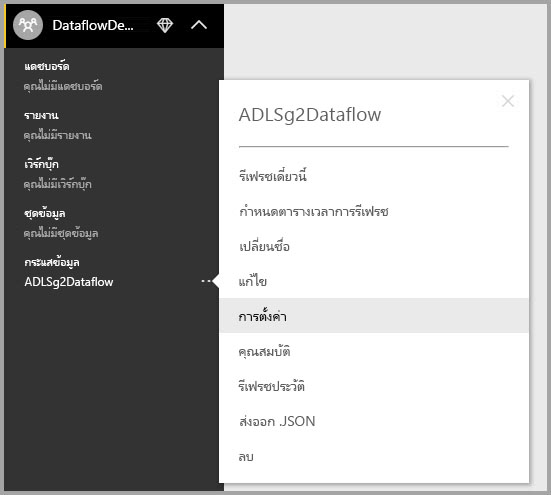 DataflowDe...
แดชบอร์ด
คุณไม่มีแดชบอร์ด
รายงาน
คุณไม่มีรายงาน
เวิร์กบุ๊ก
คุณไม่มีเวิร์กบุ๊ก
ชุดข้อมูล
คุณไม่มีชุดข้อมูล
กระแสข้อมูล
ADLSg2Dataflow
ADLSg2Dataflow
รีเฟรชเดี๋ยวนี้
กำหนดตารางเวลาการรีเฟรช
เปลี่ยนชื่อ
แก้ไข
การตั้งค่า
คุณสมบัติ
รีเฟรชประวัติ
ส่งออก .JSON
ลบ